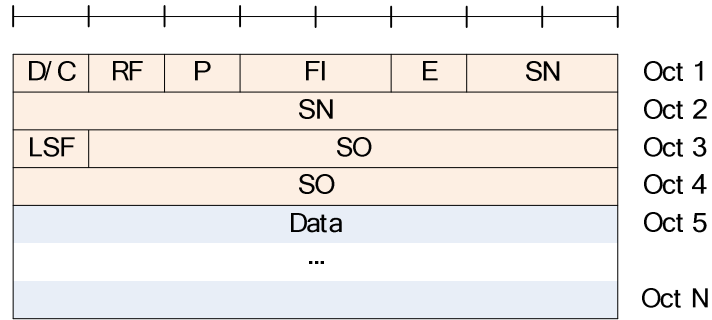 D/C RF P FI E SN Oct 1
SN Oct 2
LSF SO Oct 3
SO Oct 4
Data Oct 5
...
Oct N